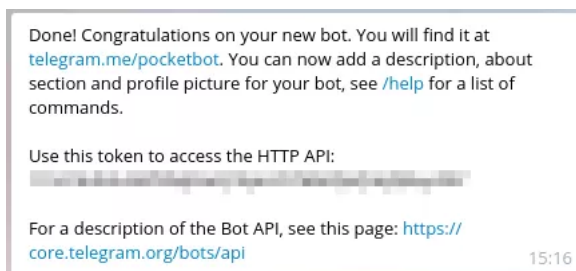 Done! Congratulations on your new bot. You will find it at
telegram.me/pocketbot. You can now add a description, about
section and profile picture for your bot, see /help for a list of
commands.
Use this token to access the HTTP API:
For a description of the Bot API, see this page: https://
core.telegram.org/bots/api
15:16